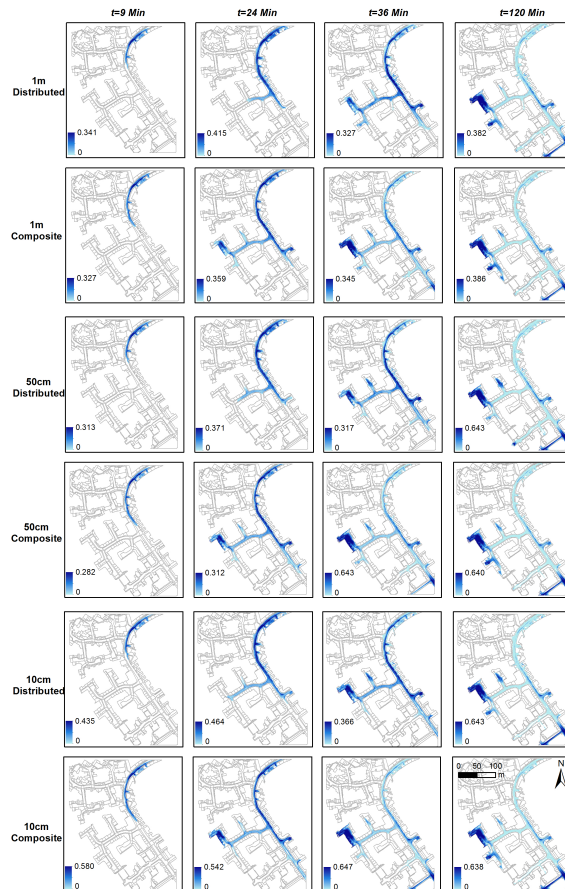 t=9 Min t=24 Min t=36 Min t=120 Min
1m
Distributed
0.341 0.415 0.327 0.382
0 0 0 0
1m
Composite
0.327 0.359 0.345 0.386
0 0 0 0
50cm
Distributed
0.313 0.371 0.317 0.643
0 0 0 0
50cm
Composite
0.282 0.312 0.643 0.640
0 0 0 0
10cm
Distributed
0.435 0.464 0.366 0.643
0 0 0 0
0 50 100 N
m
10cm
Composite
0.580 0.542 0.647 0.638
0 0 0 0